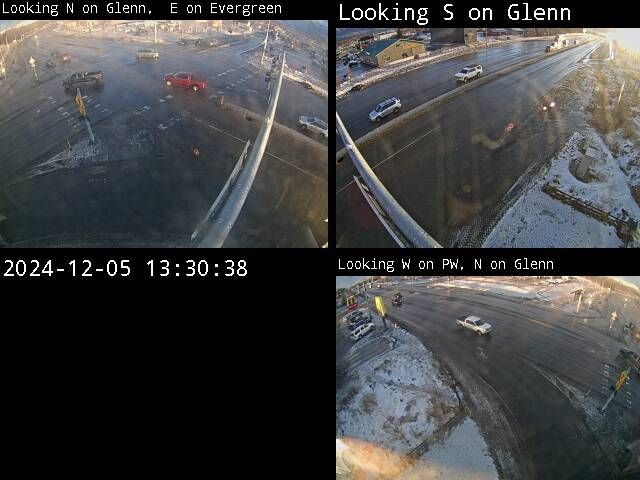 Looking N on Glenn,  E on Evergreen
Looking S on Glenn
2024-12-05 13:30:38
Looking W on PW, N on Glenn